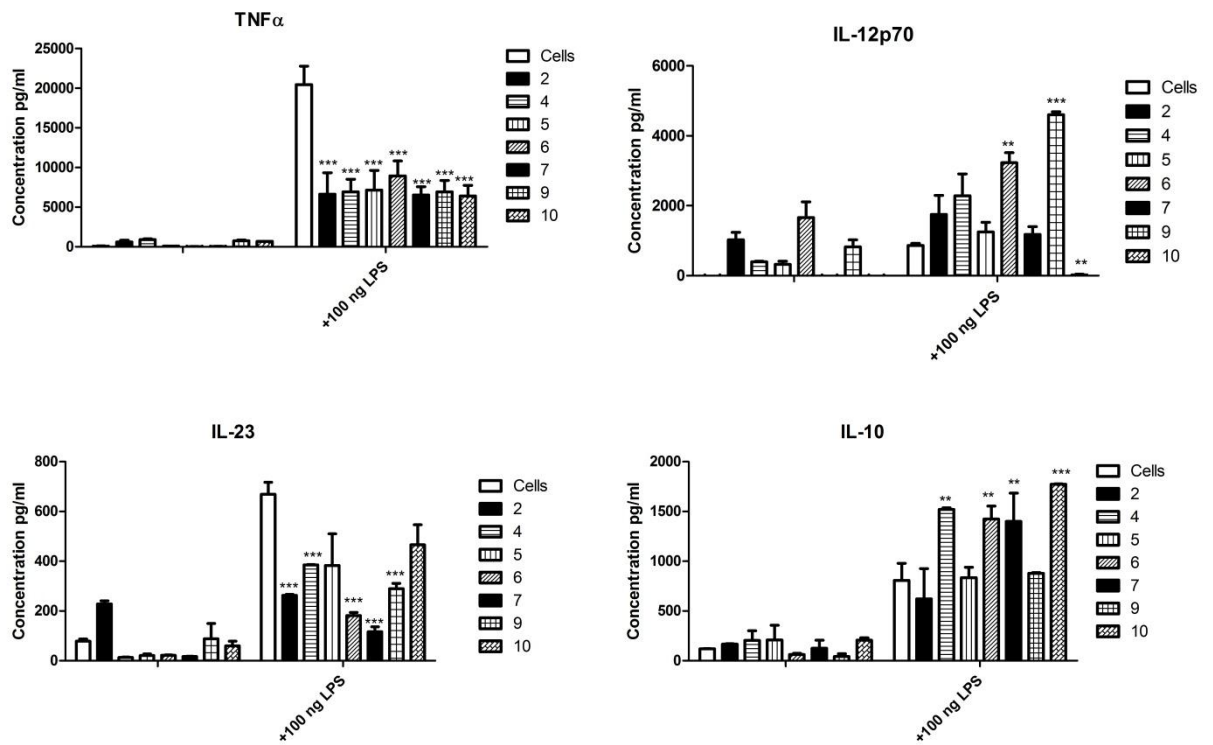 TNFα
Concentration pg/ml
25000
20000
15000
10000
5000
0
*** *** *** *** *** *** ***
+100 ng LPS
Cells
2
4
5
6
7
9
10
IL-12p70
Concentration pg/ml
6000
4000
2000
0
** *** **
+100 ng LPS
Cells
2
4
5
6
7
9
10
IL-23
Concentration pg/ml
800
600
400
200
0
*** *** *** *** ***
+100 ng LPS
Cells
2
4
5
6
7
9
10
IL-10
Concentration pg/ml
2000
1500
1000
500
0
** ** ** ***
+100 ng LPS
Cells
2
4
5
6
7
9
10